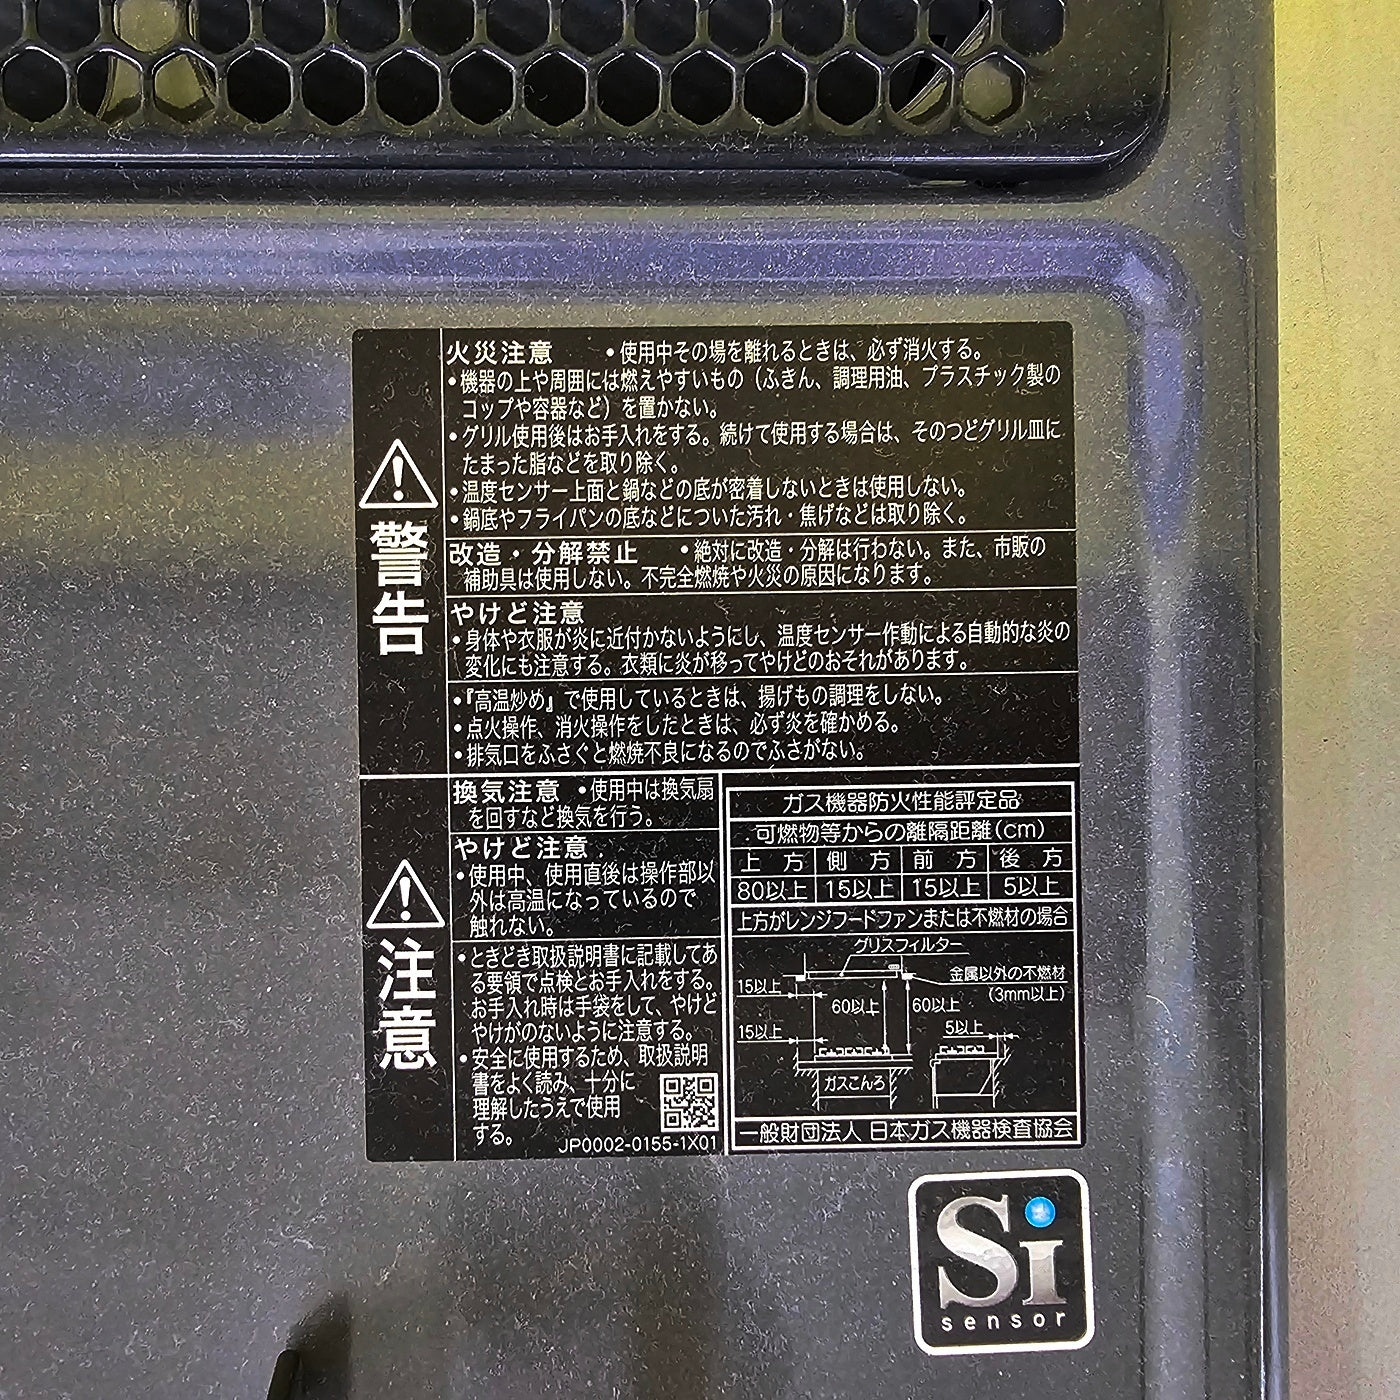 警告
火災注意 ・使用中その場を離れるときは、必ず消火する。
・機器の上や周囲には燃えやすいもの（ふきん、調理用油、プラスチック製の
コップや容器など）を置かない。
・グリル使用後はお手入れをする。続けて使用する場合は、そのつどグリル皿に
たまった脂などを取り除く。
・温度センサー上面と鍋などの底が密着しないときは使用しない。
・鍋底やフライパンの底などについた汚れ・焦げなどは取り除く。
改造・分解禁止 ・絶対に改造・分解は行わない。また、市販の
補助具は使用しない。不完全燃焼や火災の原因になります。
やけど注意
・身体や衣服が炎に近付かないようにし、温度センサー作動による自動的な炎の
変化にも注意する。衣類に炎が移ってやけどのおそれがあります。
・『高温炒め』で使用しているときは、揚げもの調理をしない。
・点火操作、消火操作をしたときは、必ず炎を確かめる。
・排気口をふさぐと燃焼不良になるのでふさがない。
注意
換気注意 ・使用中は換気扇
を回すなど換気を行う。
やけど注意
・使用中、使用直後は操作部以
外は高温になっているので
触れない。
・ときどき取扱説明書に記載してあ
る要領で点検とお手入れをする。
お手入れ時は手袋をして、やけど
やけがのないように注意する。
・安全に使用するため、取扱説明
書をよく読み、十分に
理解したうえで使用
する。
JP0002-0155-1X01
ガス機器防火性能評定品
可燃物等からの離隔距離(cm)
上方 側方 前方 後方
80以上 15以上 15以上 5以上
上方がレンジフードファンまたは不燃材の場合
グリスフィルター
金属以外の不燃材
(3mm以上)
15以上
60以上 60以上
15以上 5以上
ガスこんろ
一般財団法人 日本ガス機器検査協会
Si
sensor